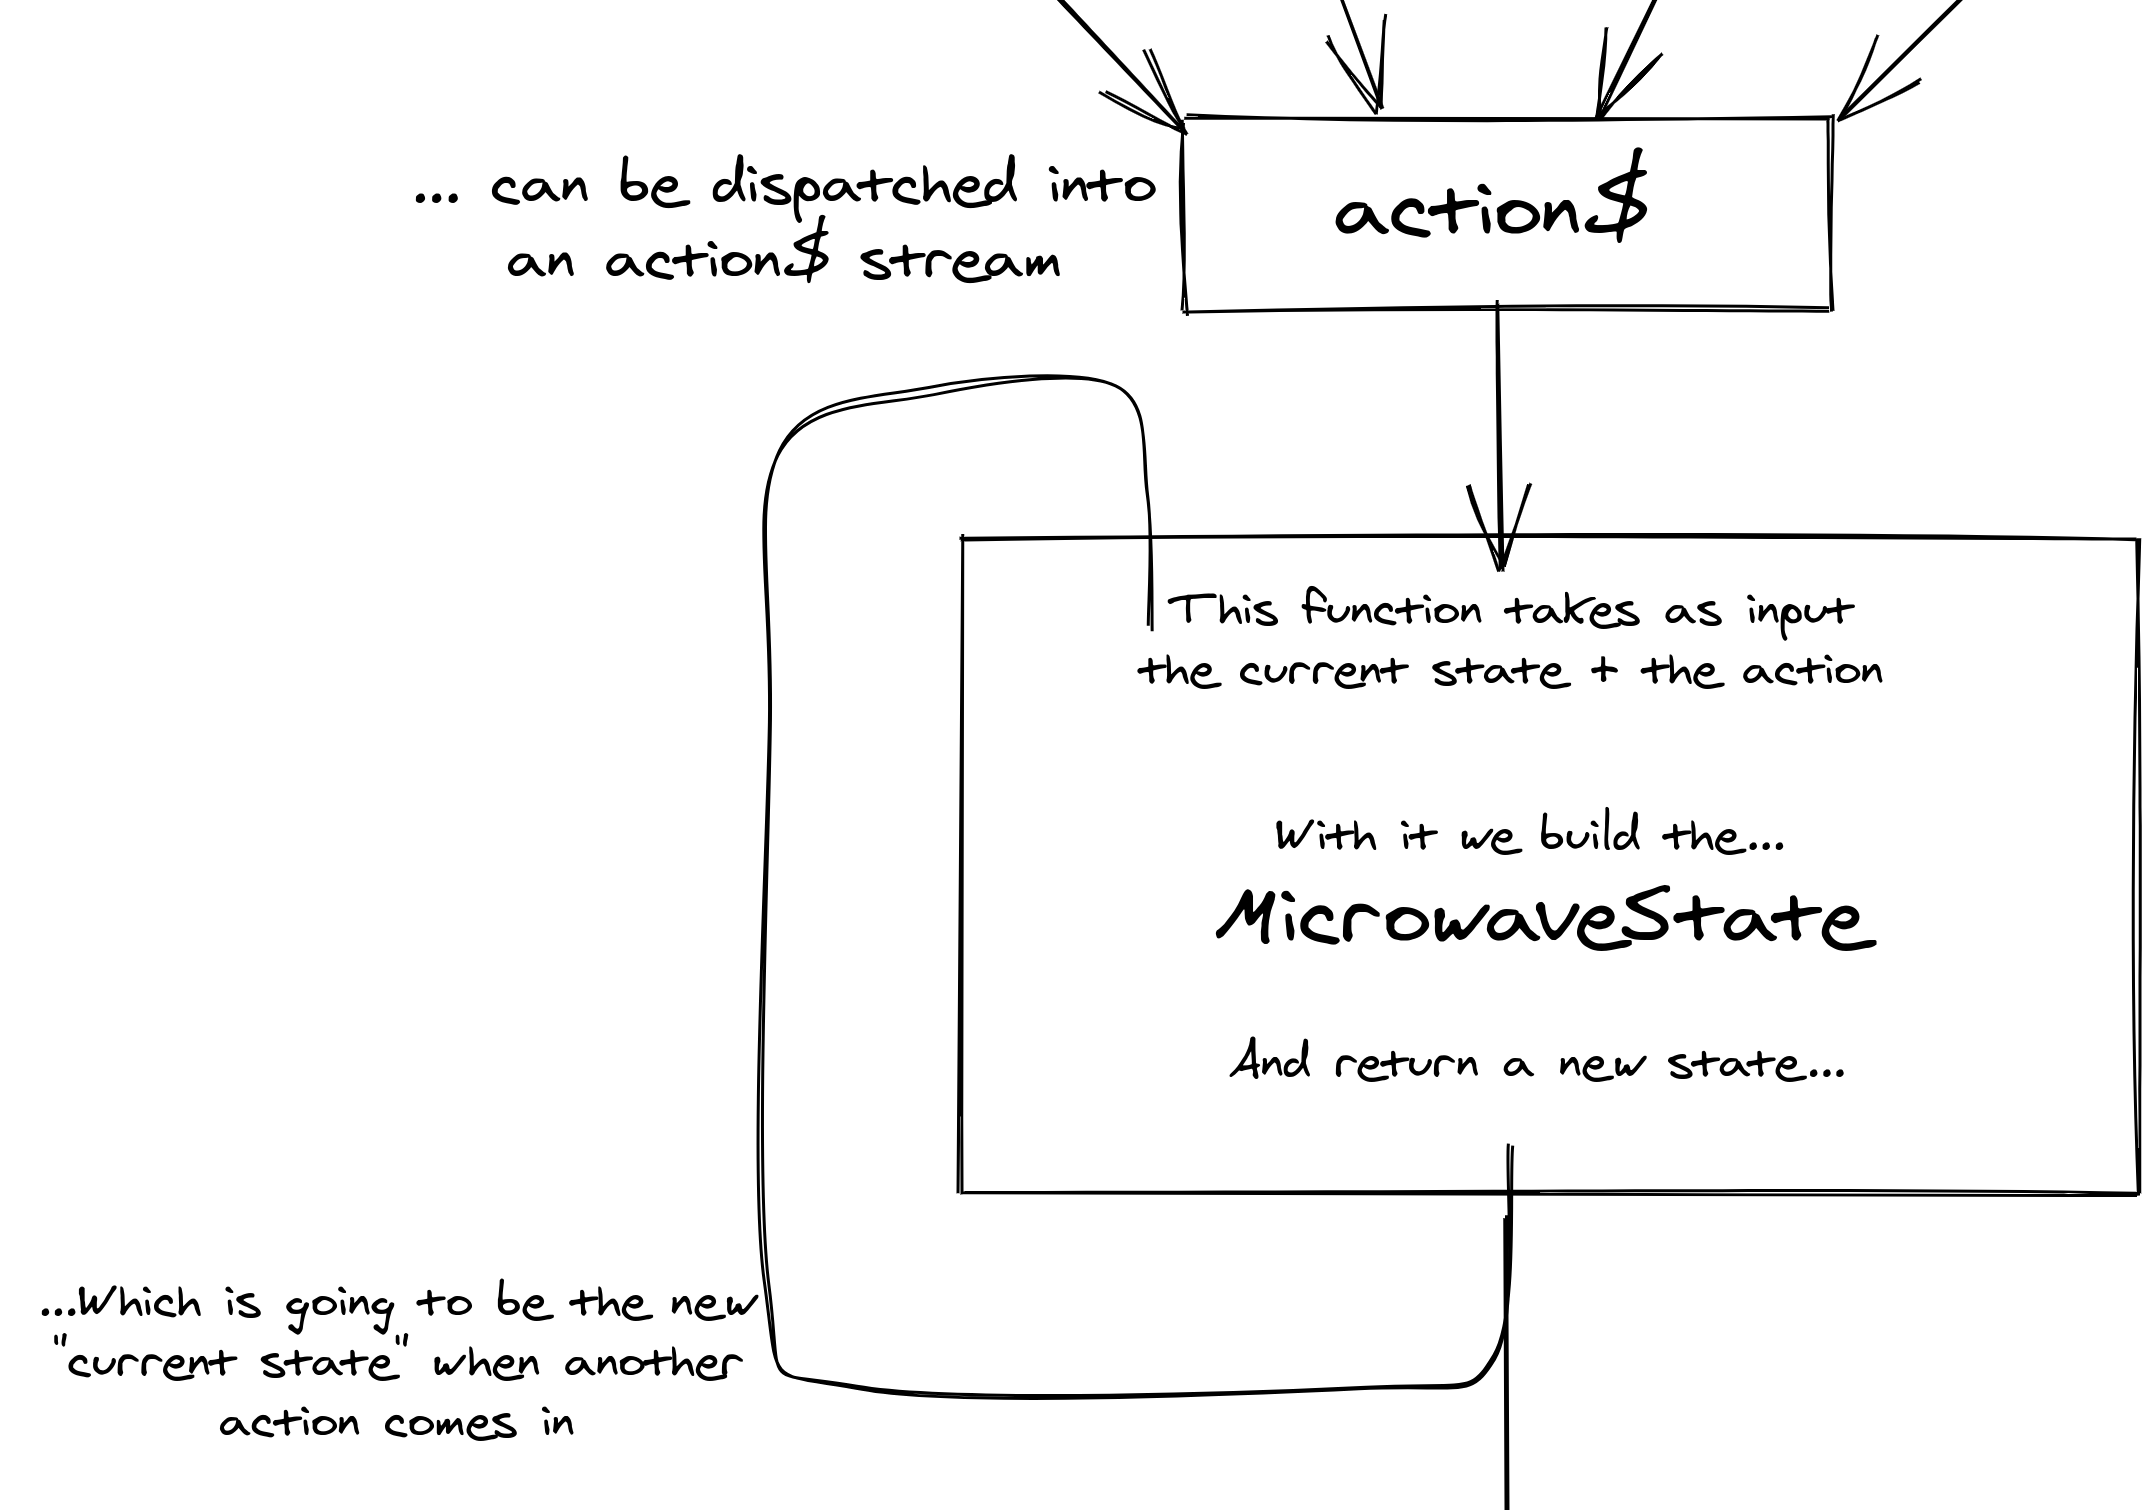 ... can be dispatched into
an action$ stream
action$
This function takes as input
the current state + the action
With it we build the...
MicrowaveState
And return a new state...
...Which is going to be the new
"current state" when another
action comes in